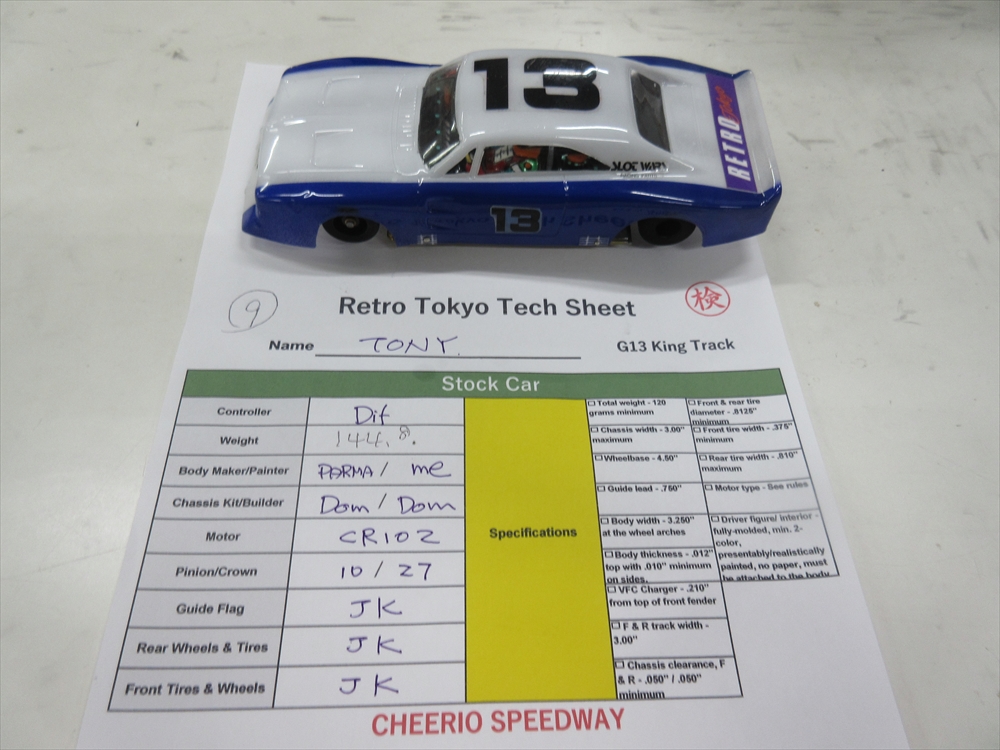 13
RETRO Tokyo
SLOT WERX
13
9
Retro Tokyo Tech Sheet
検
Name TONY
G13 King Track
Stock Car
Controller Dif
Weight 144.8.
Body Maker/Painter PARMA / me
Chassis Kit/Builder Dom / Dom
Motor CR102
Pinion/Crown 10 / 27
Guide Flag JK
Rear Wheels & Tires JK
Front Tires & Wheels JK
Specifications
Total weight - 120
grams minimum
Chassis width - 3.00"
maximum
Wheelbase - 4.50"
Guide lead - .750"
Body width - 3.250"
at the wheel arches
Body thickness - .012"
top with .010" minimum
on sides.
VFC Charger - .210"
from top of front fender
F & R track width -
3.00"
Chassis clearance, F
& R - .050" / .050"
minimum
Front & rear tire
diameter - .8125"
minimum
Front tire width - .375"
minimum
Rear tire width - .810"
maximum
Motor type - See rules
Driver figure/ interior -
fully-molded, min. 2-
color,
presentably/realistically
painted, no paper, must
be attached to the body
CHEERIO SPEEDWAY